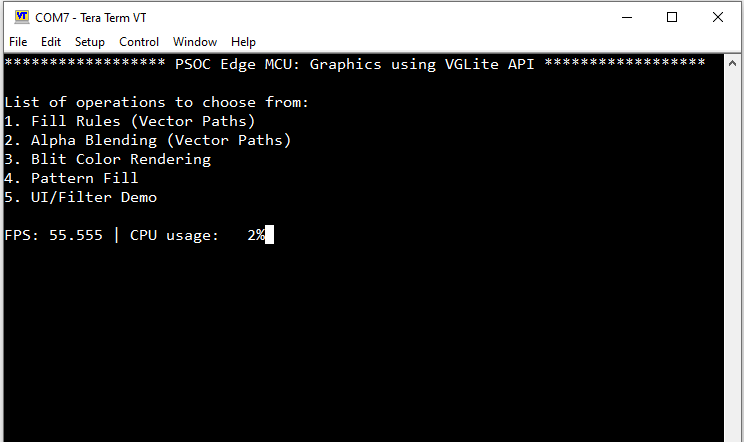 COM7 - Tera Term VT
File Edit Setup Control Window Help
****************** PSOC Edge MCU: Graphics using VGLite API ******************
List of operations to choose from:
1. Fill Rules (Vector Paths)
2. Alpha Blending (Vector Paths)
3. Blit Color Rendering
4. Pattern Fill
5. UI/Filter Demo
FPS: 55.555 | CPU usage:   2%